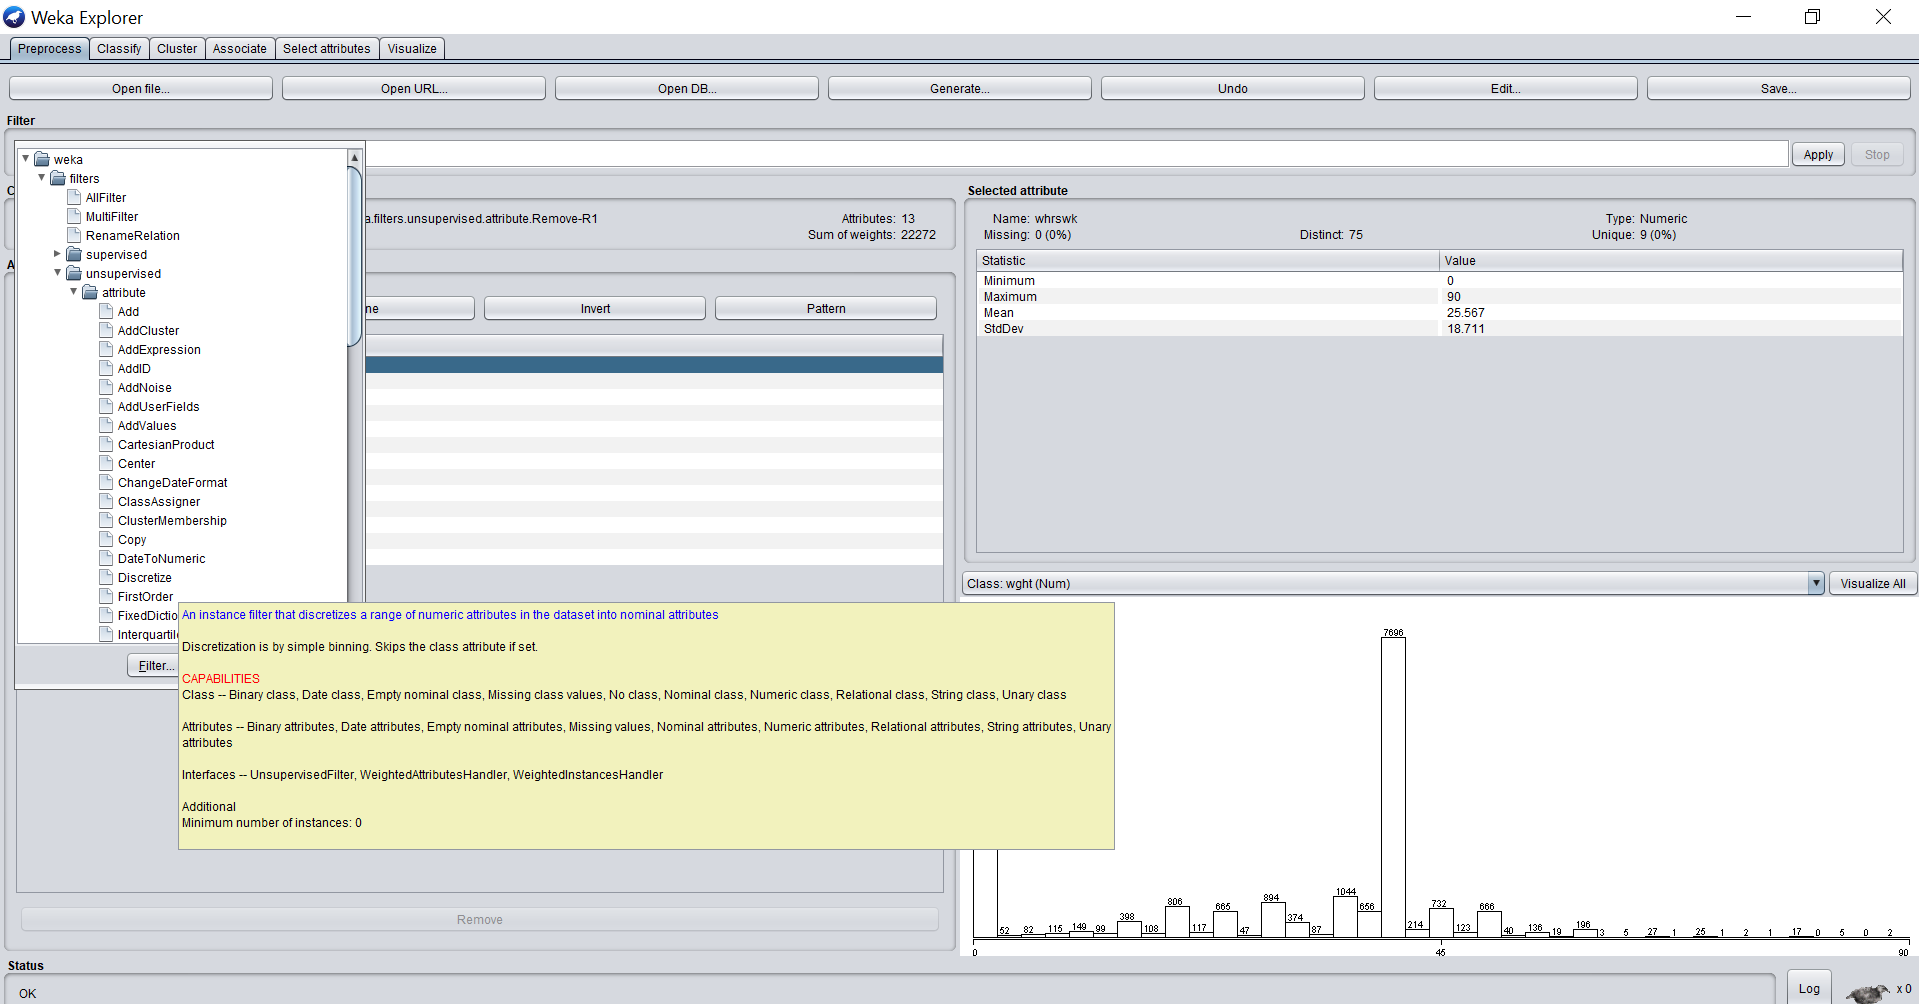 Weka Explorer
Preprocess Classify Cluster Associate Select attributes Visualize
Open file... Open URL... Open DB... Generate... Undo Edit... Save...
Filter
Apply Stop
weka
filters
AllFilter
MultiFilter
RenameRelation
supervised
unsupervised
attribute
Add
AddCluster
AddExpression
AddID
AddNoise
AddUserFields
AddValues
CartesianProduct
Center
ChangeDateFormat
ClassAssigner
ClusterMembership
Copy
DateToNumeric
Discretize
FirstOrder
FixedDictio
Interquartile
Filter...
C
a.filters.unsupervised.attribute.Remove-R1 Attributes: 13
Sum of weights: 22272
A
ne Invert Pattern
Remove
An instance filter that discretizes a range of numeric attributes in the dataset into nominal attributes
Discretization is by simple binning. Skips the class attribute if set.
CAPABILITIES
Class -- Binary class, Date class, Empty nominal class, Missing class values, No class, Nominal class, Numeric class, Relational class, String class, Unary class
Attributes -- Binary attributes, Date attributes, Empty nominal attributes, Missing values, Nominal attributes, Numeric attributes, Relational attributes, String attributes, Unary
attributes
Interfaces -- UnsupervisedFilter, WeightedAttributesHandler, WeightedInstancesHandler
Additional
Minimum number of instances: 0
Selected attribute
Name: whrswk Type: Numeric
Missing: 0 (0%) Distinct: 75 Unique: 9 (0%)
Statistic Value
Minimum 0
Maximum 90
Mean 25.567
StdDev 18.711
Class: wght (Num) Visualize All
52 82 115 149 99 398 108 806 117 665 47 894 374 87 1044 656 7696 214 732 123 666 40 136 19 196 3 5 27 1 25 1 2 1 17 0 5 0 2
0 45 90
Status
OK
Log x 0